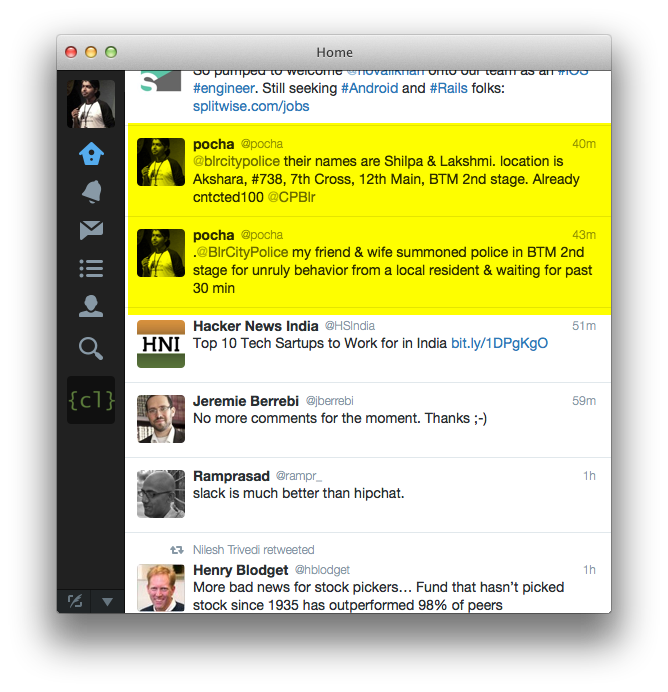 Home
So pumped to welcome @novalikhan onto our team as an #iOS
#engineer. Still seeking #Android and #Rails folks:
splitwise.com/jobs
pocha @pocha 40m
@blrcitypolice their names are Shilpa & Lakshmi. location is
Akshara, #738, 7th Cross, 12th Main, BTM 2nd stage. Already
cntcted100 @CPBlr
pocha @pocha 43m
.@BlrCityPolice my friend & wife summoned police in BTM 2nd
stage for unruly behavior from a local resident & waiting for past
30 min
Hacker News India @HSIndia 51m
HNI
Top 10 Tech Sartups to Work for in India bit.ly/1DPgKgO
{cl}
Jeremie Berrebi @jberrebi 59m
No more comments for the moment. Thanks ;-)
Ramprasad @rampr_ 1h
slack is much better than hipchat.
Nilesh Trivedi retweeted
Henry Blodget @hblodget 1h
More bad news for stock pickers… Fund that hasn't picked
stock since 1935 has outperformed 98% of peers